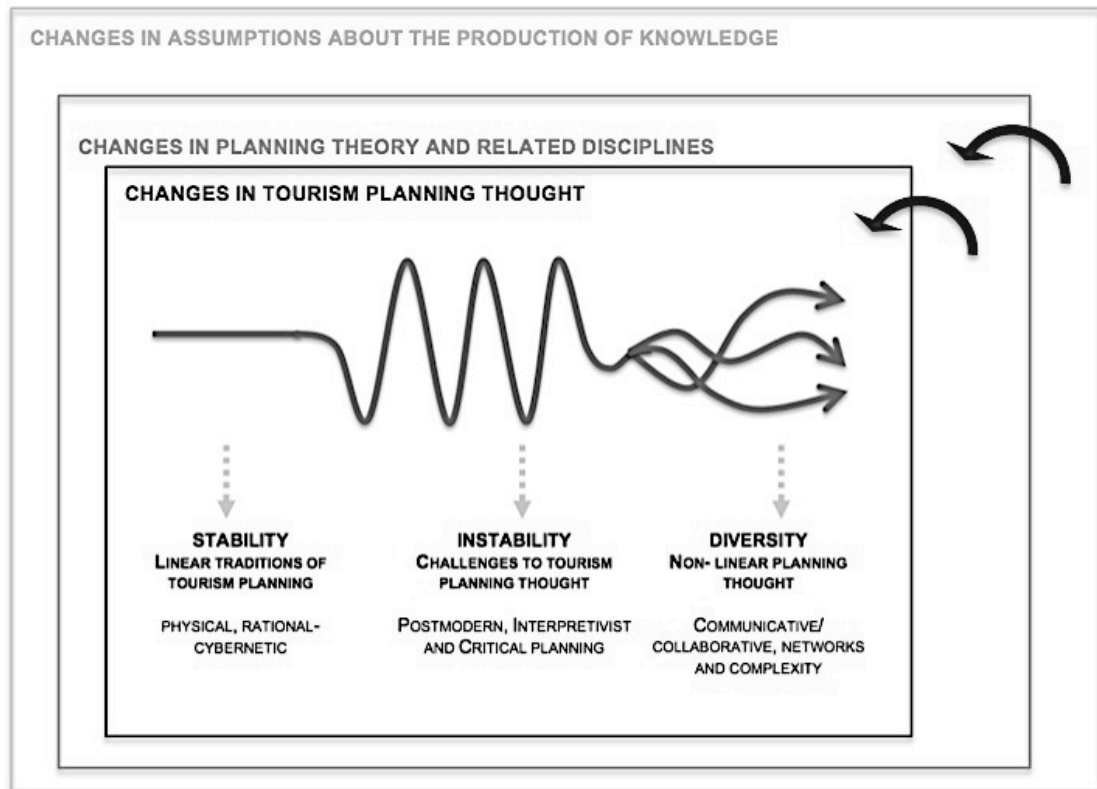 CHANGES IN ASSUMPTIONS ABOUT THE PRODUCTION OF KNOWLEDGE
CHANGES IN PLANNING THEORY AND RELATED DISCIPLINES
CHANGES IN TOURISM PLANNING THOUGHT
STABILITY
LINEAR TRADITIONS OF
TOURISM PLANNING
PHYSICAL, RATIONAL-
CYBERNETIC
INSTABILITY
CHALLENGES TO TOURISM
PLANNING THOUGHT
POSTMODERN, INTERPRETIVIST
AND CRITICAL PLANNING
DIVERSITY
NON- LINEAR PLANNING
THOUGHT
COMMUNICATIVE/
COLLABORATIVE, NETWORKS
AND COMPLEXITY